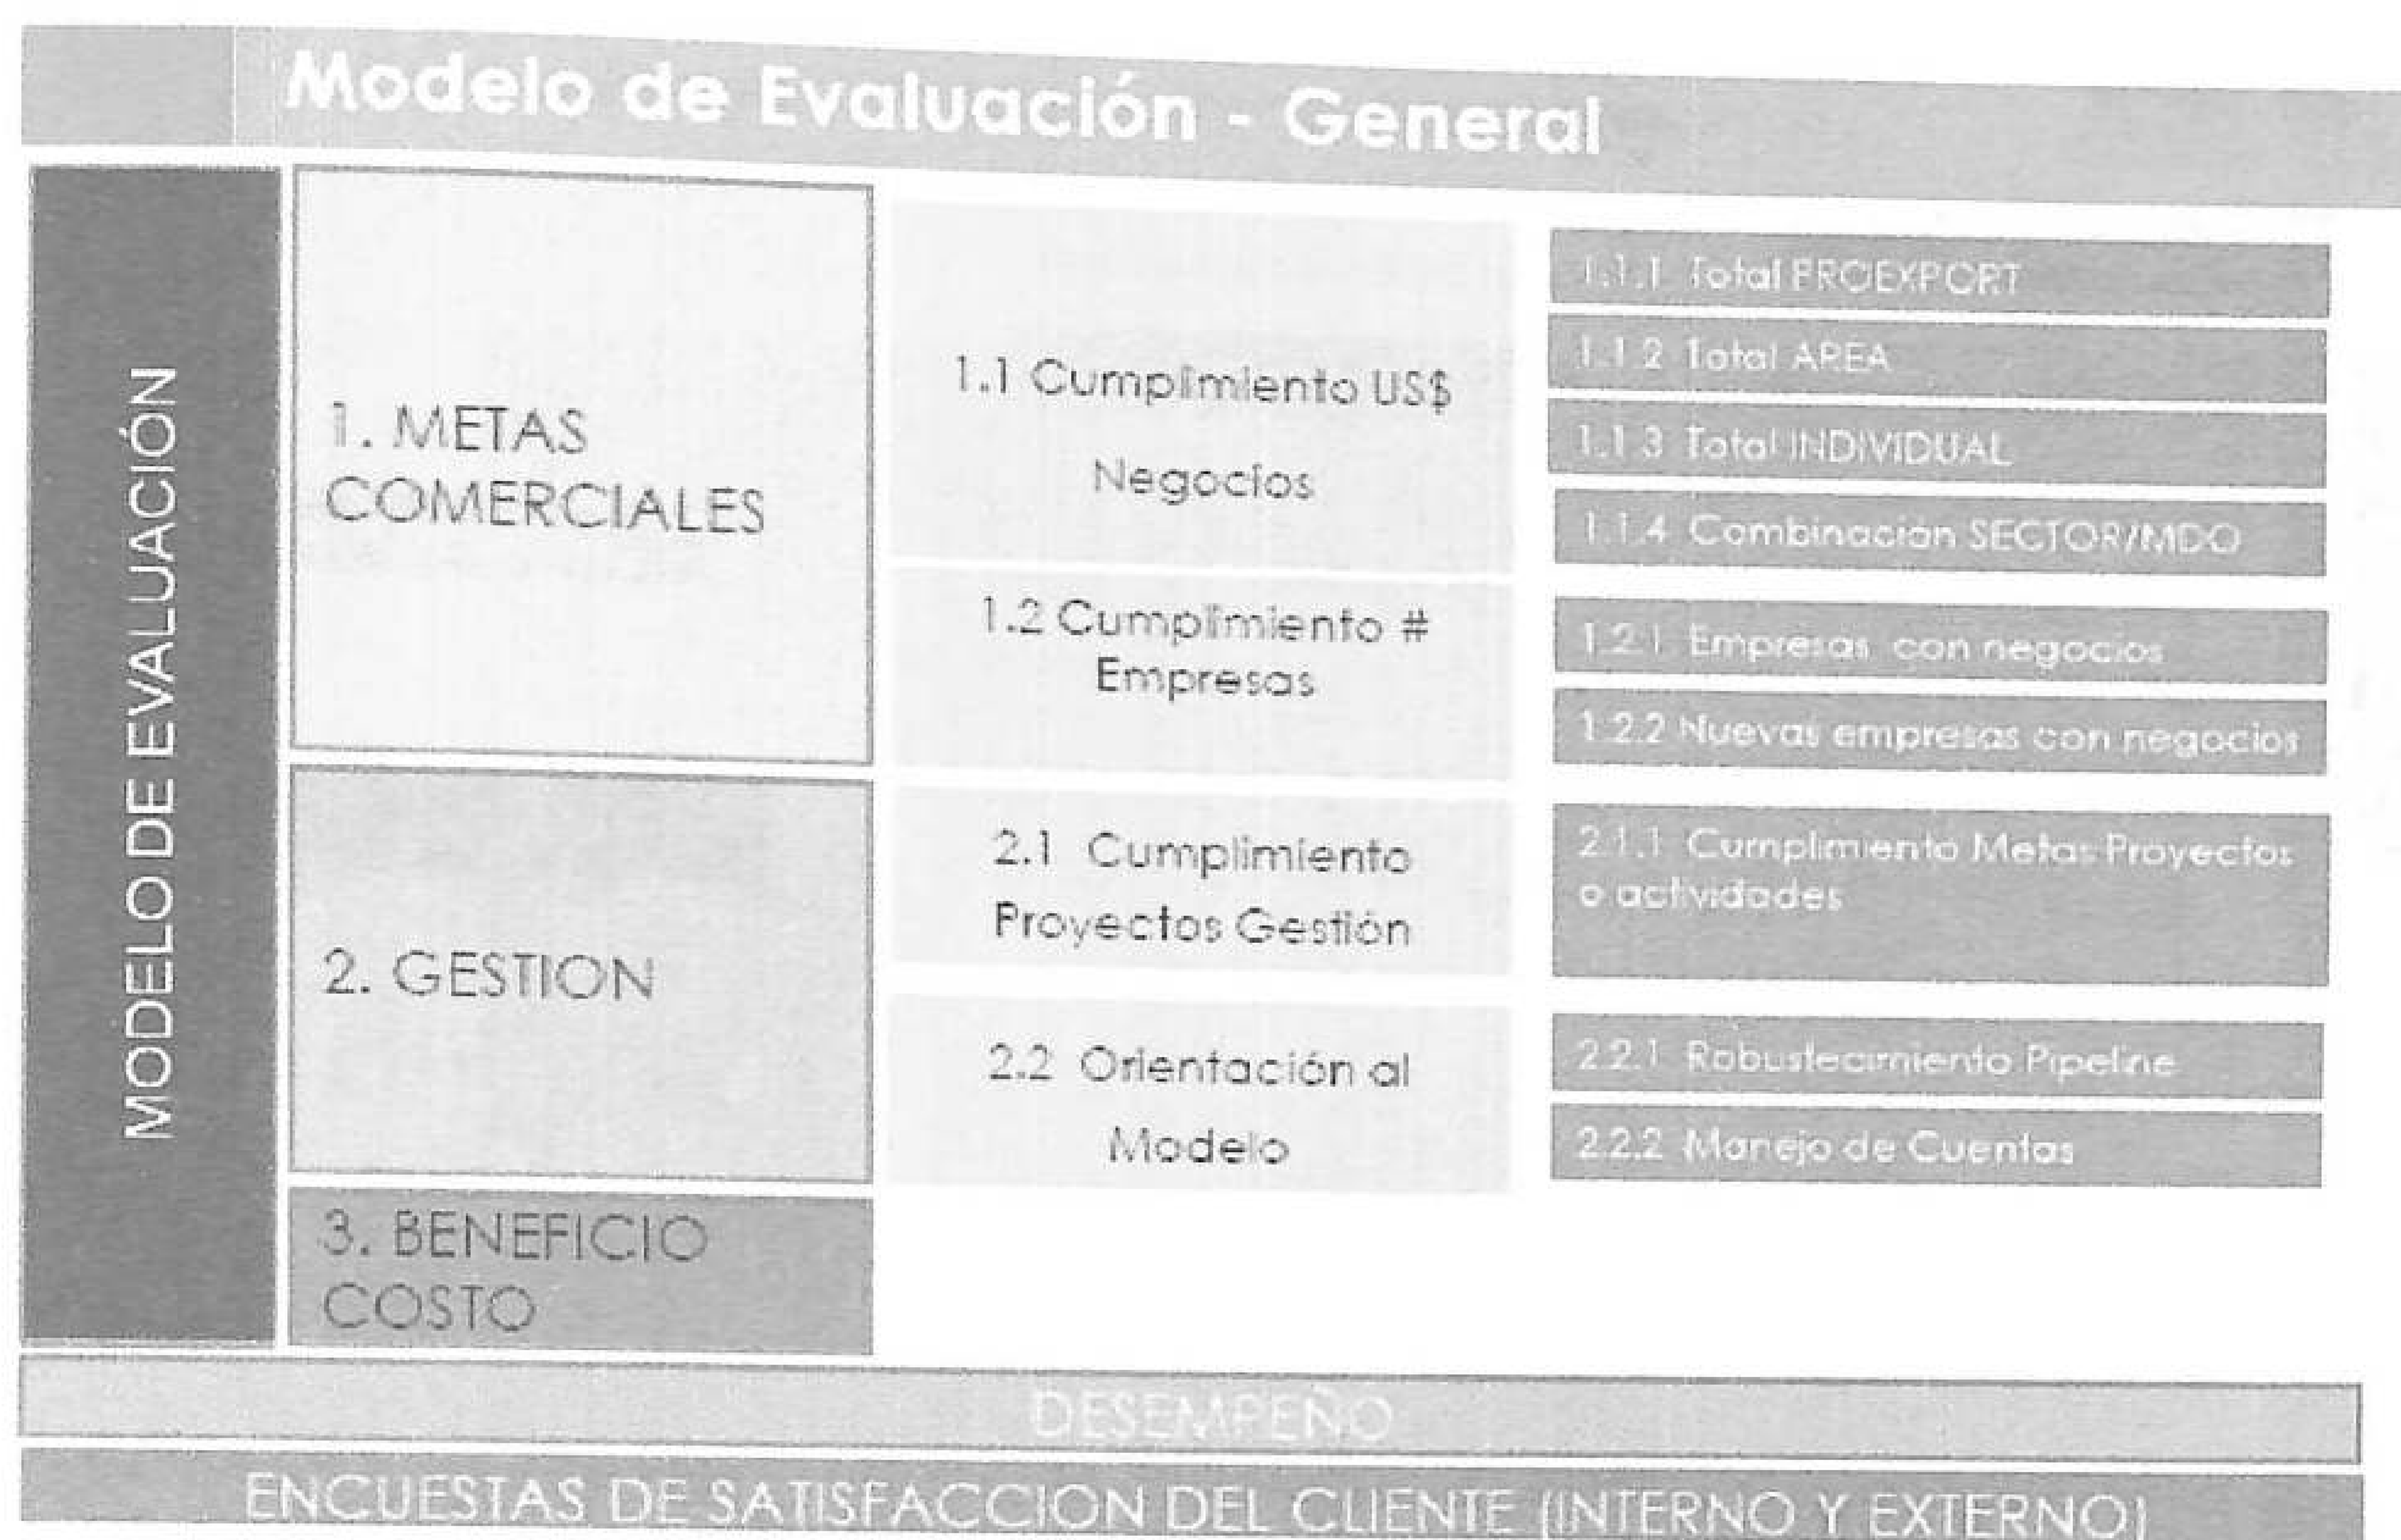 Modelo de Evaluación - General
MODELO DE EVALUACIÓN
1. METAS
COMERCIALES
1.1 Cumplimiento US$
Negocios
1.1.1 Total PROEXPORT
1.1.2 Total AREA
1.1.3 Total INDIVIDUAL
1.1.4 Combinación SECTOR/MDO
1.2 Cumplimiento #
Empresas
1.2.1 Empresas con negocios
1.2.2 Nuevas empresas con negocios
2. GESTION
2.1 Cumplimiento
Proyectos Gestión
2.1.1 Cumplimiento Metas Proyectos
o actividades
2.2 Orientación al
Modelo
2.2.1 Robustecimiento Pipeline
2.2.2 Manejo de Cuentas
3. BENEFICIO
COSTO
DESEMPEÑO
ENCUESTAS DE SATISFACCION DEL CLIENTE (INTERNO Y EXTERNO)